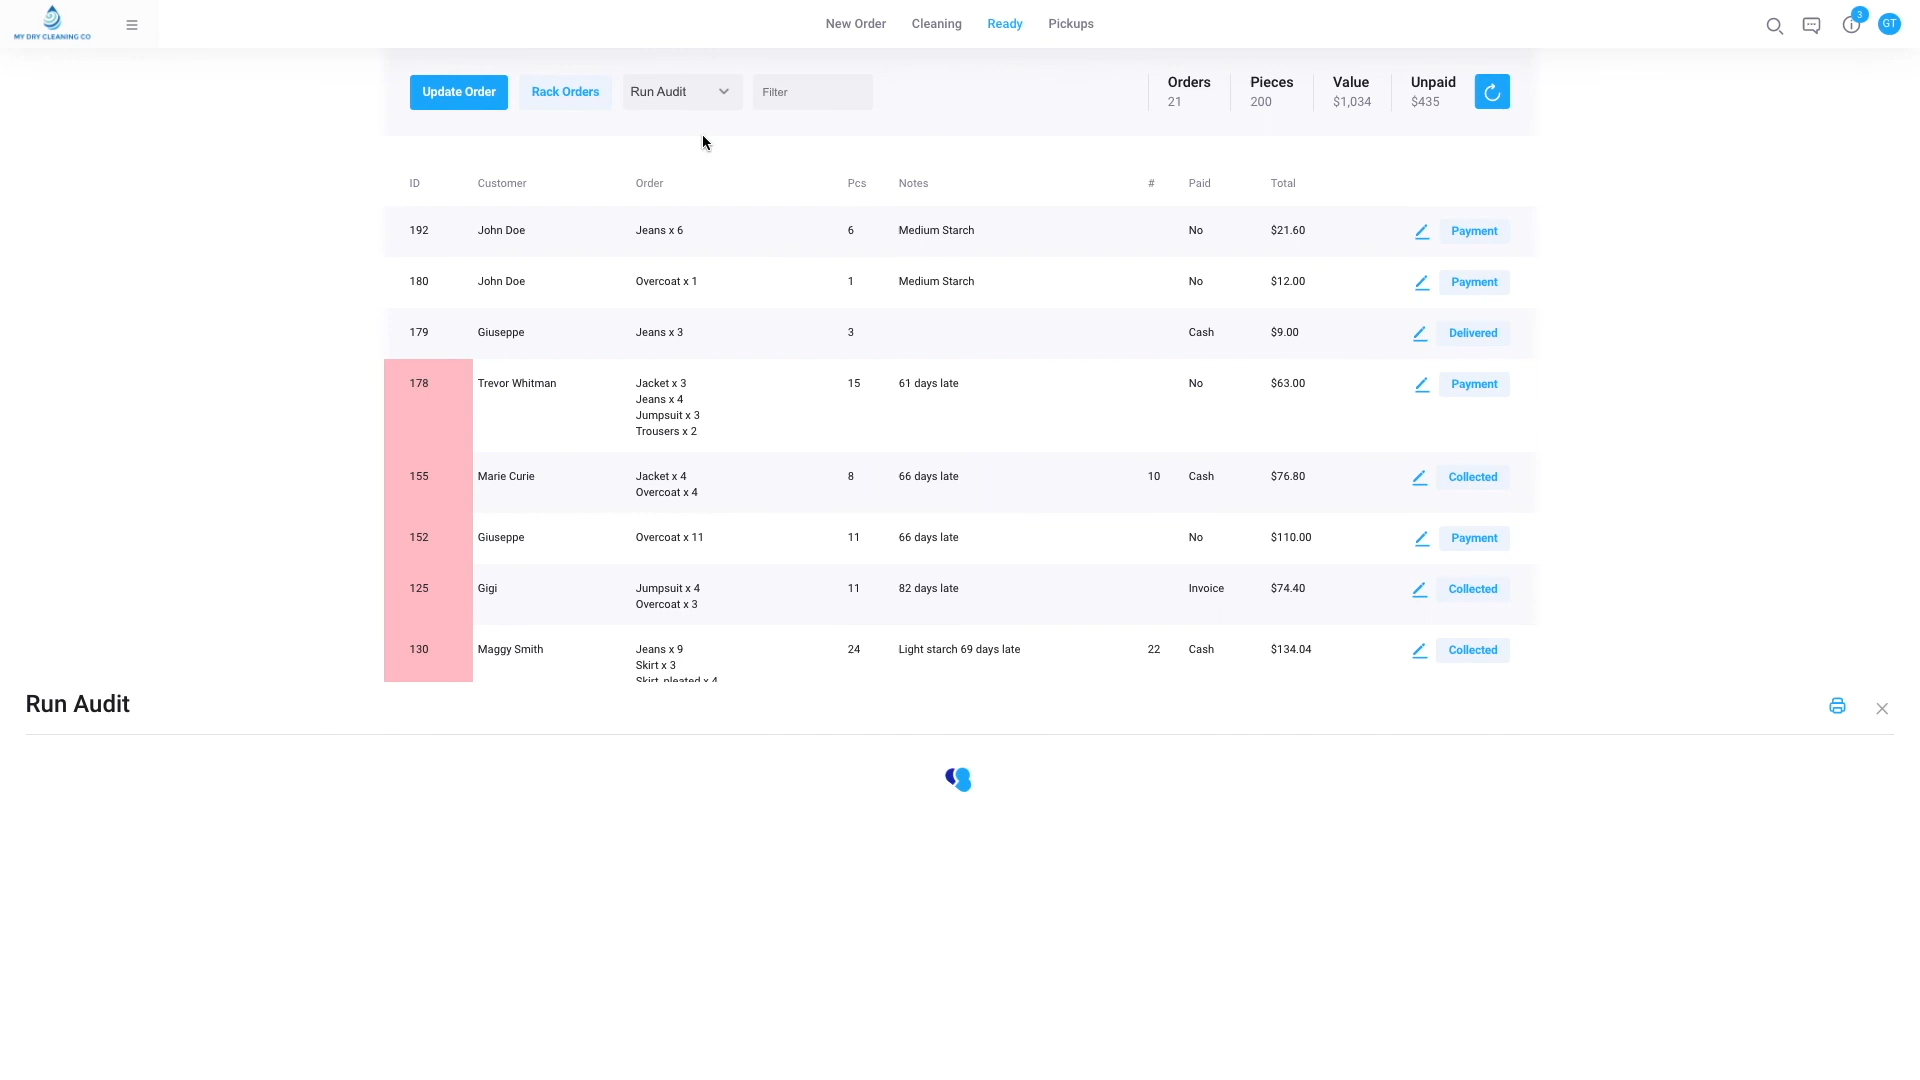 MY DRY CLEANING CO
New Order Cleaning Ready Pickups
3
GT
Update Order Rack Orders Run Audit Filter
Orders Pieces Value Unpaid
21 200 $1,034 $435
ID Customer Order Pcs Notes # Paid Total
192 John Doe Jeans x 6 6 Medium Starch No $21.60 Payment
180 John Doe Overcoat x 1 1 Medium Starch No $12.00 Payment
179 Giuseppe Jeans x 3 3 Cash $9.00 Delivered
178 Trevor Whitman Jacket x 3 15 61 days late No $63.00 Payment
Jeans x 4
Jumpsuit x 3
Trousers x 2
155 Marie Curie Jacket x 4 8 66 days late 10 Cash $76.80 Collected
Overcoat x 4
152 Giuseppe Overcoat x 11 11 66 days late No $110.00 Payment
125 Gigi Jumpsuit x 4 11 82 days late Invoice $74.40 Collected
Overcoat x 3
130 Maggy Smith Jeans x 9 24 Light starch 69 days late 22 Cash $134.04 Collected
Skirt x 3
Skirt, pleated x 4
Run Audit